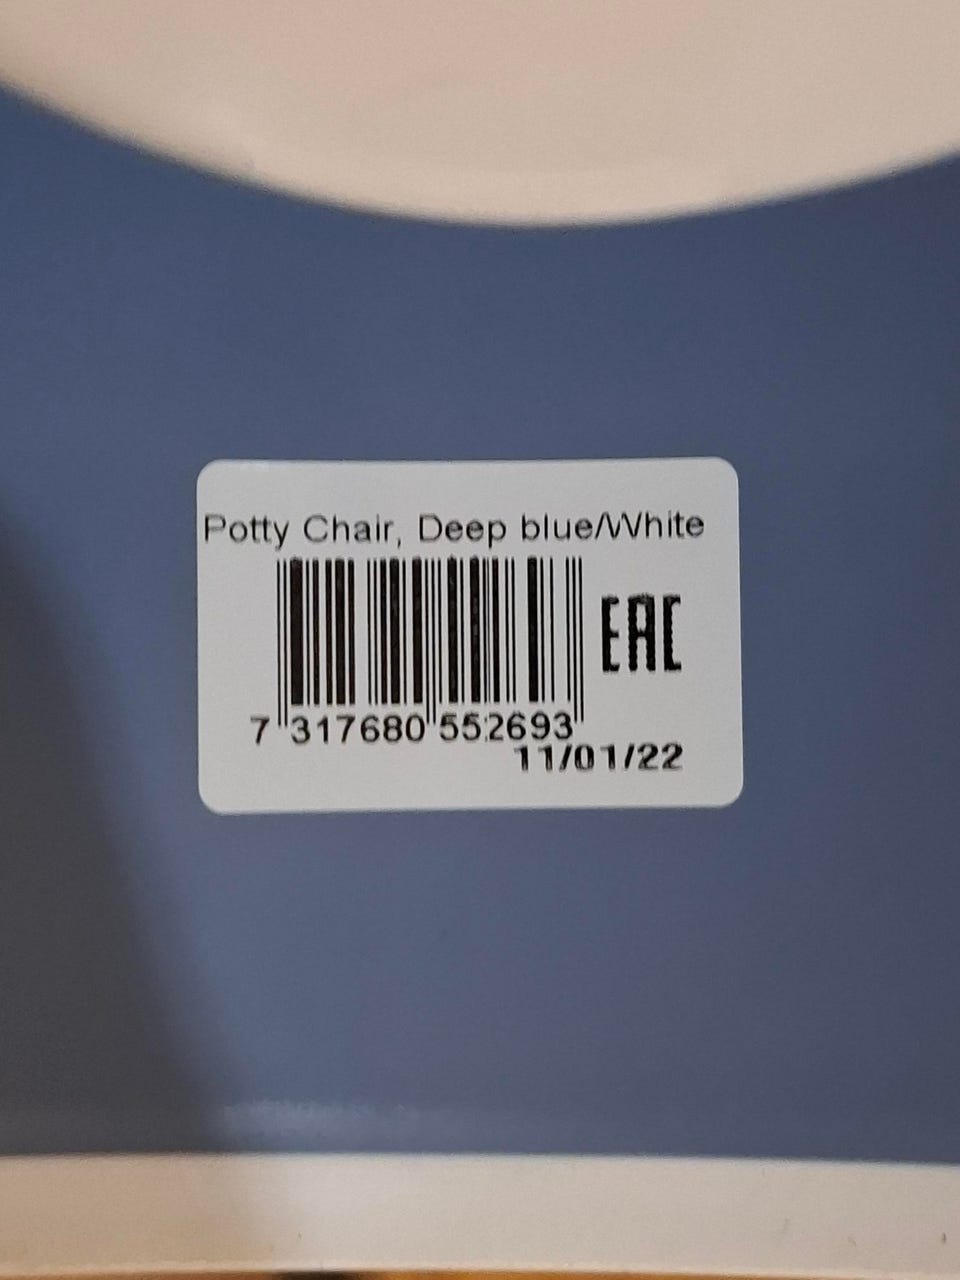 Potty Chair, Deep blue/White
EAC
7 317680 552693
11/01/22